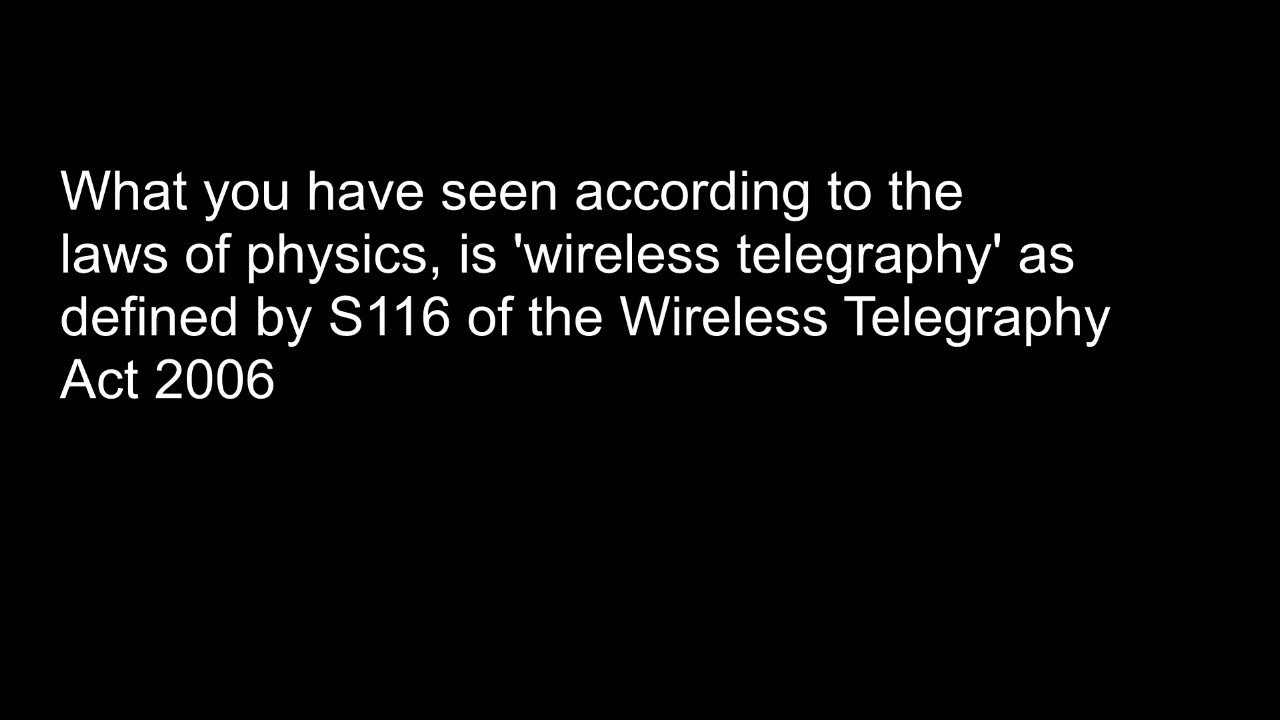 What you have seen according to the
laws of physics, is 'wireless telegraphy' as
defined by S116 of the Wireless Telegraphy
Act 2006